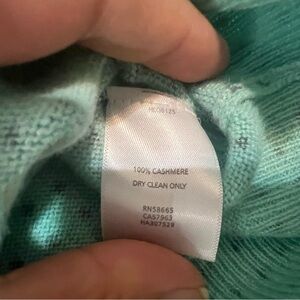 100% CASHMERE
DRY CLEAN ONLY
RN58665
CA57963
HA307529